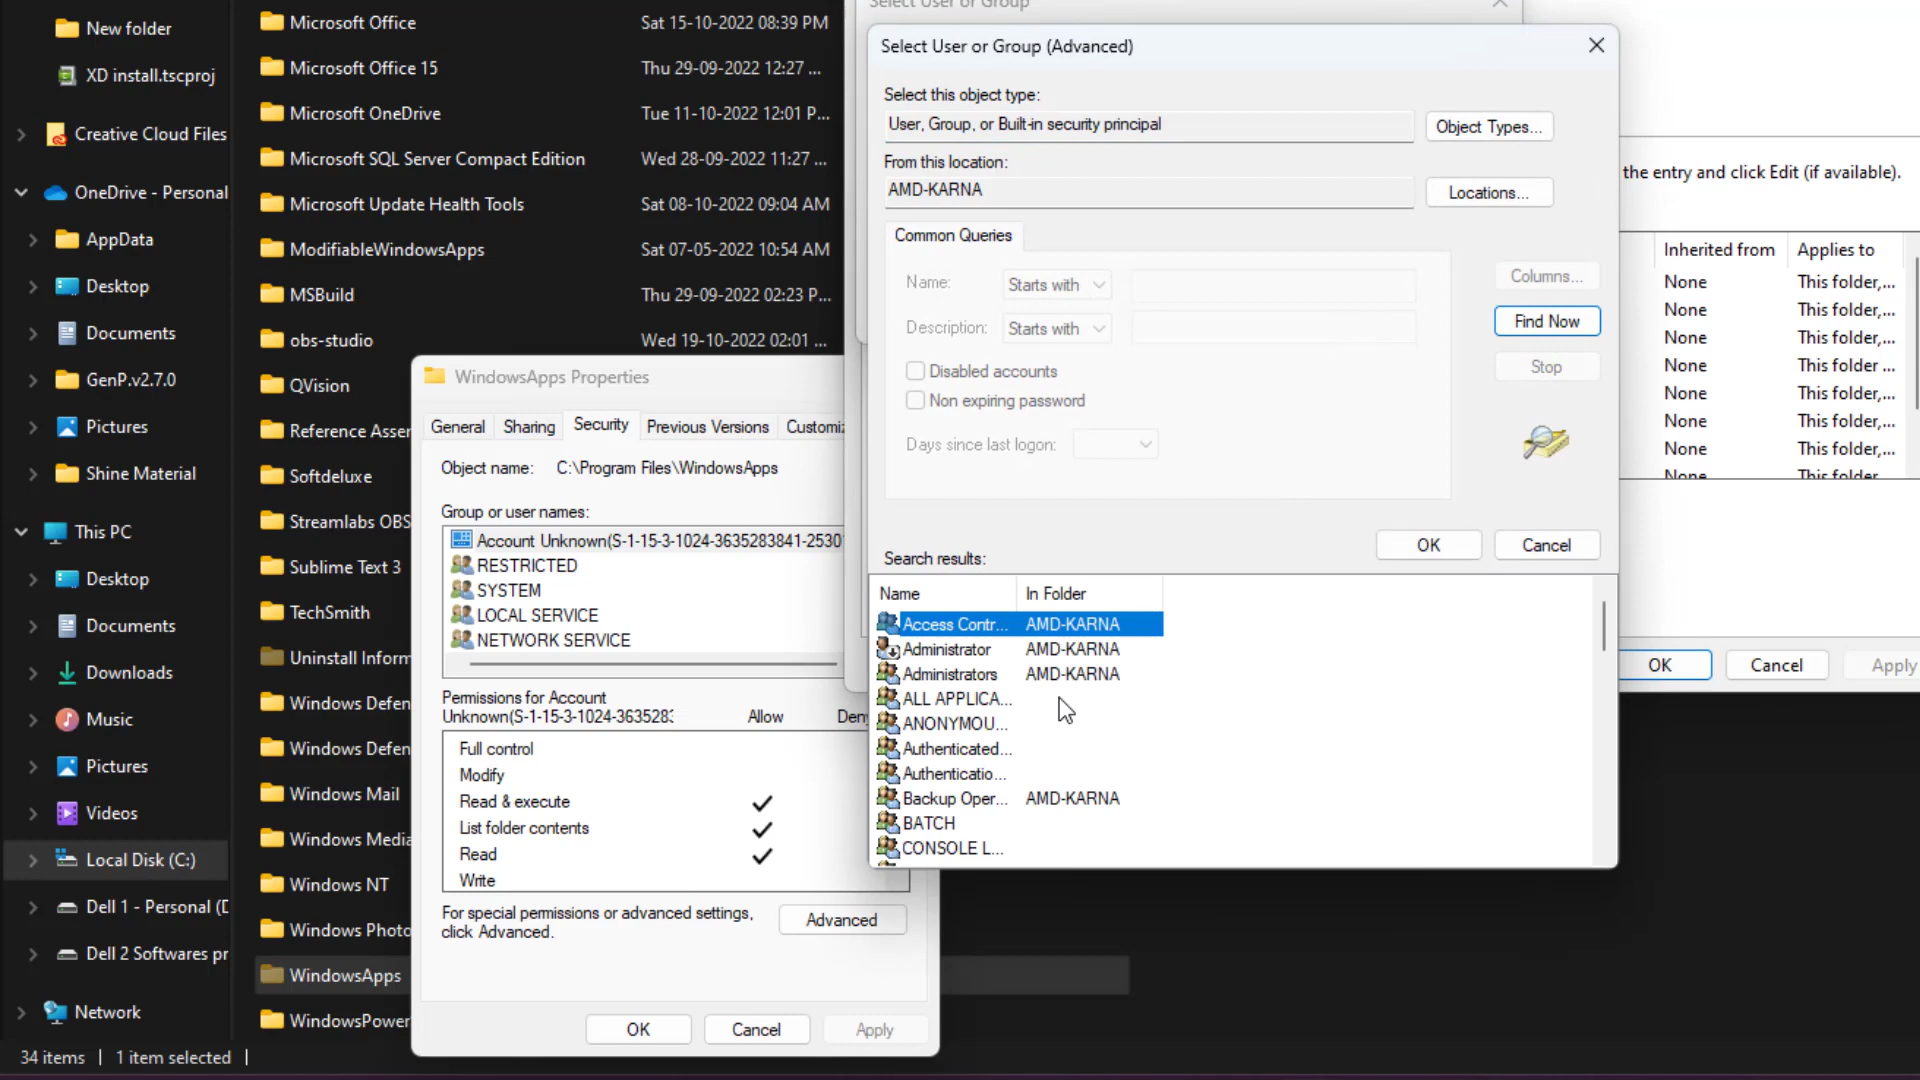 New folder
XD install.tscproj
Creative Cloud Files
OneDrive - Personal
AppData
Desktop
Documents
GenP.v2.7.0
Pictures
Shine Material
This PC
Desktop
Documents
Downloads
Music
Pictures
Videos
Local Disk (C:)
Dell 1 - Personal (D
Dell 2 Softwares pr
Network
34 items
1 item selected
Microsoft Office Sat 15-10-2022 08:39 PM
Microsoft Office 15 Thu 29-09-2022 12:27 ...
Microsoft OneDrive Tue 11-10-2022 12:01 P...
Microsoft SQL Server Compact Edition Wed 28-09-2022 11:27 ...
Microsoft Update Health Tools Sat 08-10-2022 09:04 AM
ModifiableWindowsApps Sat 07-05-2022 10:54 AM
MSBuild Thu 29-09-2022 02:23 P...
obs-studio Wed 19-10-2022 02:01 ...
QVision
Reference Asser
Softdeluxe
Streamlabs OBS
Sublime Text 3
TechSmith
Uninstall Inform
Windows Defen
Windows Defen
Windows Mail
Windows Media
Windows NT
Windows Photo
WindowsApps
WindowsPower
WindowsApps Properties
General Sharing Security Previous Versions Customiz
Object name: C:\Program Files\WindowsApps
Group or user names:
Account Unknown(S-1-15-3-1024-3635283841-2530
RESTRICTED
SYSTEM
LOCAL SERVICE
NETWORK SERVICE
Permissions for Account
Unknown(S-1-15-3-1024-363528 Allow Deny
Full control
Modify
Read & execute
List folder contents
Read
Write
For special permissions or advanced settings,
click Advanced.
Advanced
OK Cancel Apply
Select User or Group
Select User or Group (Advanced)
Select this object type:
User, Group, or Built-in security principal Object Types...
From this location:
AMD-KARNA Locations...
Common Queries
Name: Starts with
Description: Starts with
Disabled accounts
Non expiring password
Days since last logon:
Columns...
Find Now
Stop
OK Cancel
Search results:
Name In Folder
Access Contr... AMD-KARNA
Administrator AMD-KARNA
Administrators AMD-KARNA
ALL APPLICA...
ANONYMOU...
Authenticated...
Authenticatio...
Backup Oper... AMD-KARNA
BATCH
CONSOLE L...
the entry and click Edit (if available).
Inherited from Applies to
None This folder,...
None This folder,...
None This folder,...
None This folder ...
None This folder,...
None This folder,...
None This folder,...
None This folder,...
OK Cancel Apply